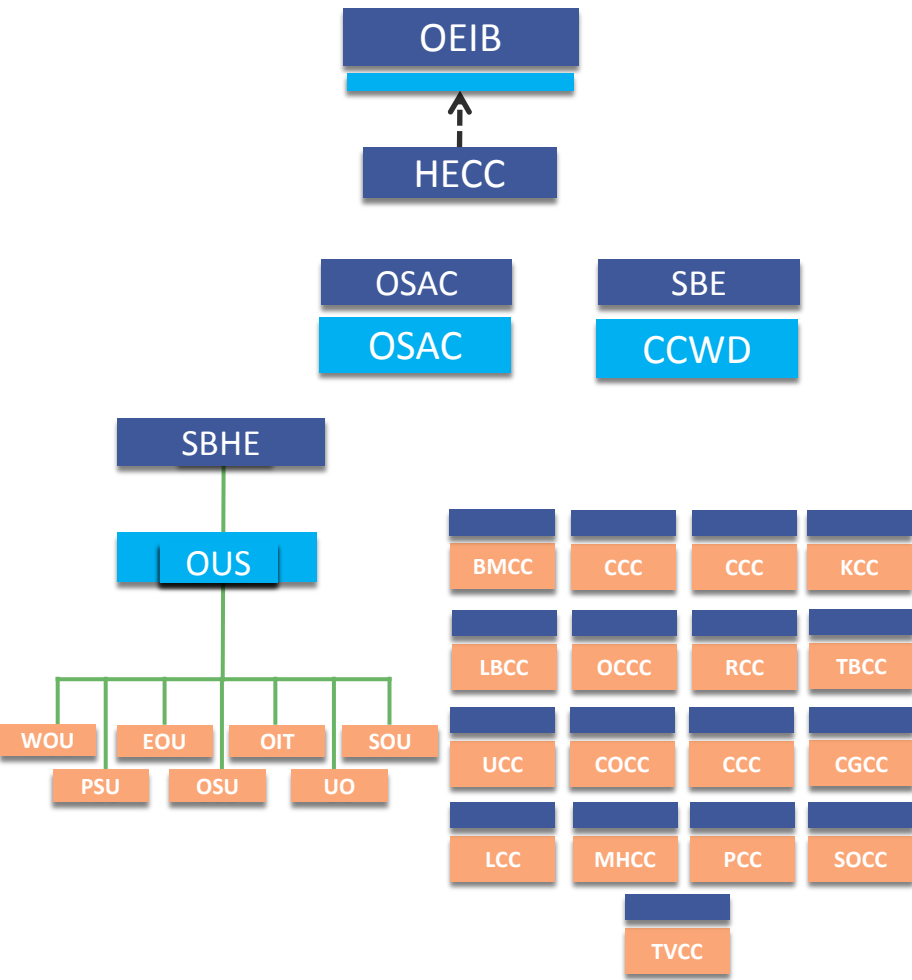 OEIB
HECC
OSAC
SBE
OSAC
CCWD
SBHE
OUS
WOU
EOU
OIT
SOU
PSU
OSU
UO
BMCC
CCC
CCC
KCC
LBCC
OCCC
RCC
TBCC
UCC
COCC
CCC
CGCC
LCC
MHCC
PCC
SOCC
TVCC